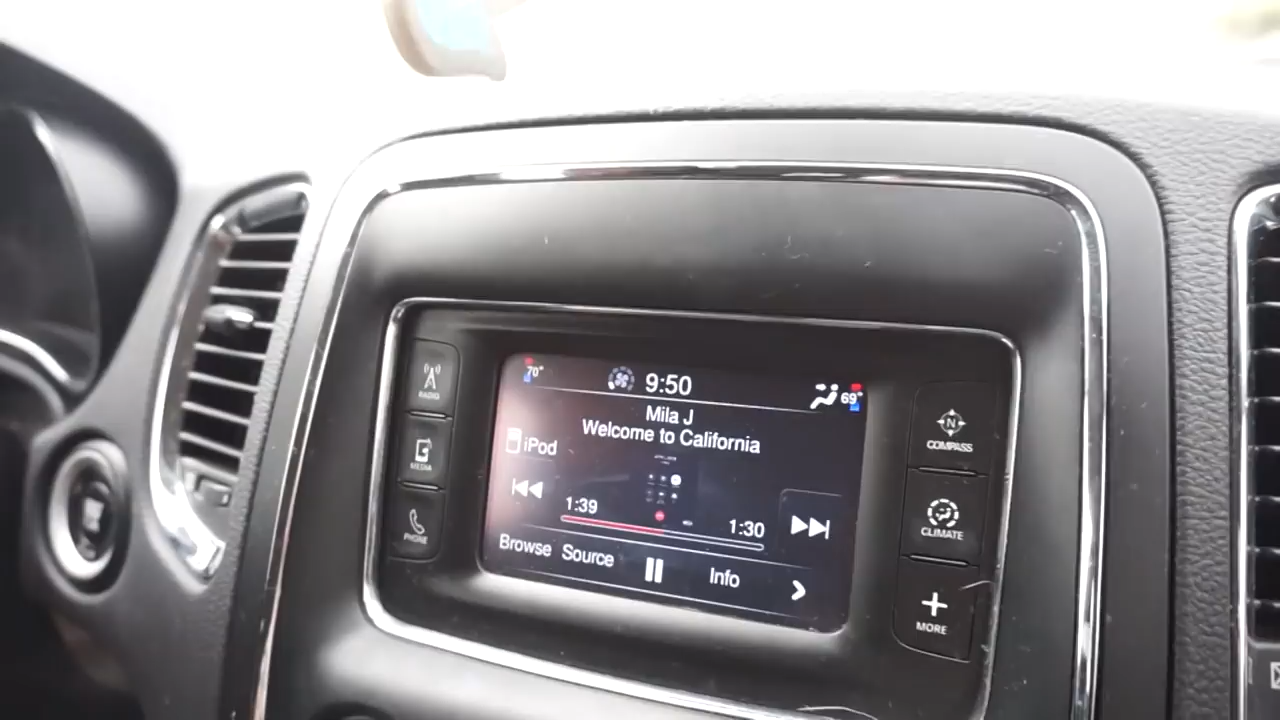 RADIO
MEDIA
PHONE
70°
9:50
69°
Mila J
Welcome to California
iPod
1:39
1:30
Browse Source
Info
N
COMPASS
CLIMATE
MORE